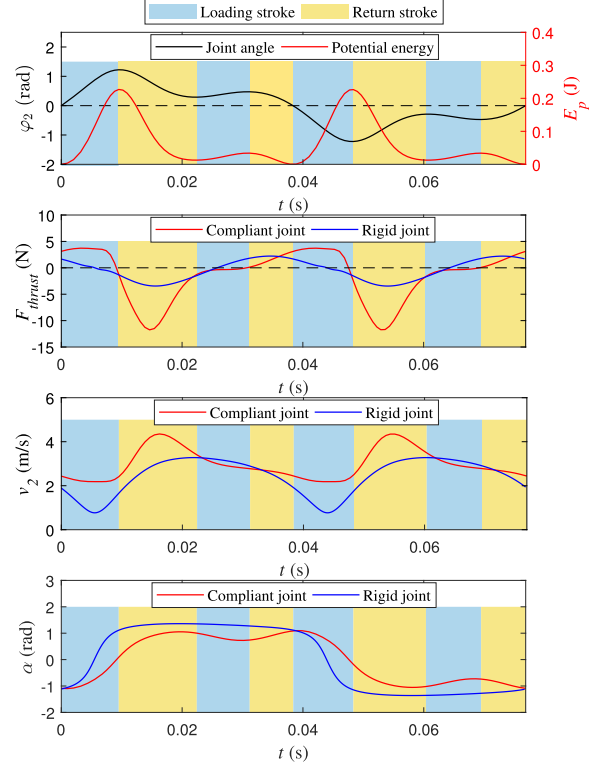 Loading stroke Return stroke
Joint angle Potential energy
φ2 (rad)
2
1
0
-1
-2
0.4
0.3
0.2
0.1
0
Ep (J)
0 0.02 0.04 0.06
t (s)
Compliant joint Rigid joint
Fthrust (N)
10
5
0
-5
-10
-15
0 0.02 0.04 0.06
t (s)
Compliant joint Rigid joint
v2 (m/s)
6
4
2
0
0 0.02 0.04 0.06
t (s)
Compliant joint Rigid joint
α (rad)
3
2
1
0
-1
-2
0 0.02 0.04 0.06
t (s)